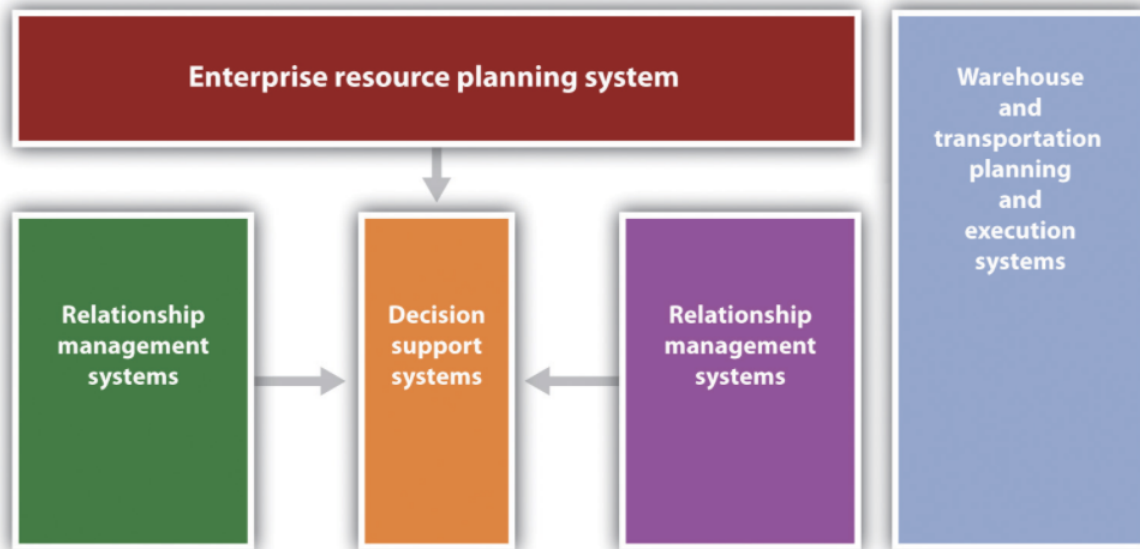 Enterprise resource planning system
Warehouse
and
transportation
planning
and
execution
systems
Relationship
management
systems
Decision
support
systems
Relationship
management
systems